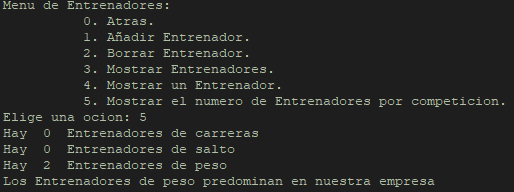 Menu de Entrenadores:
0. Atras.
1. Añadir Entrenador.
2. Borrar Entrenador.
3. Mostrar Entrenadores.
4. Mostrar un Entrenador.
5. Mostrar el numero de Entrenadores por competicion.
Elige una ocion: 5
Hay  0  Entrenadores de carreras
Hay  0  Entrenadores de salto
Hay  2  Entrenadores de peso
Los Entrenadores de peso predominan en nuestra empresa